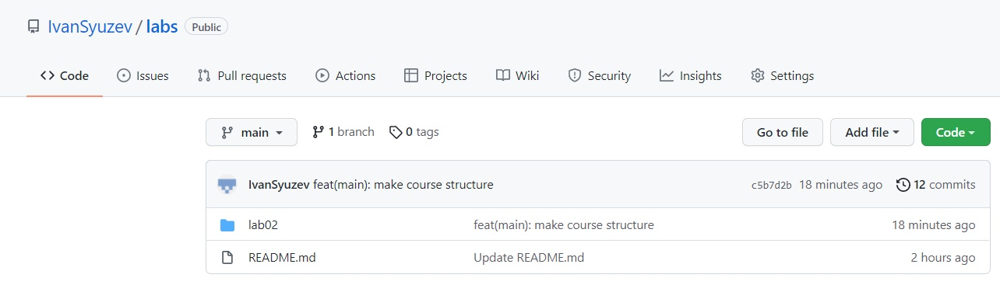 IvanSyuzev / labs Public
Code Issues Pull requests Actions Projects Wiki Security Insights Settings
main 1 branch 0 tags Go to file Add file Code
IvanSyuzev feat(main): make course structure c5b7d2b 18 minutes ago 12 commits
lab02 feat(main): make course structure 18 minutes ago
README.md Update README.md 2 hours ago